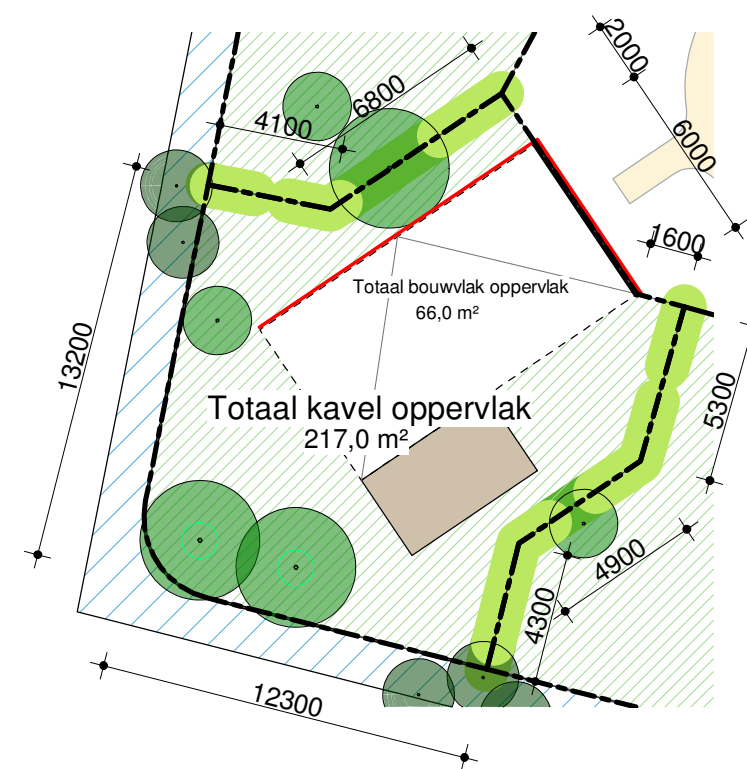 2000
6800
4100
6000
1600
Totaal bouwvlak oppervlak
66,0 m²
13200
5300
Totaal kavel oppervlak
217,0 m²
4900
4300
12300